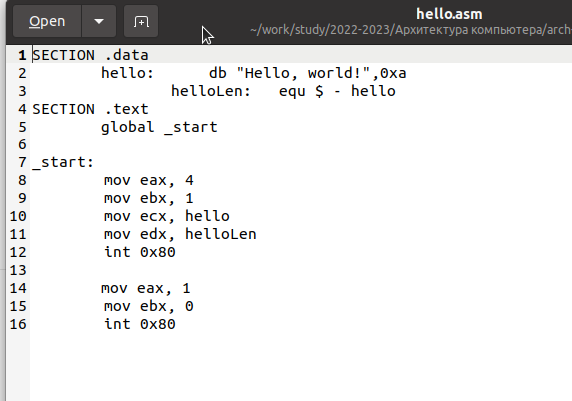 Open
hello.asm
~/work/study/2022-2023/Архитектура компьютера/arch
1 SECTION .data
2 hello: db "Hello, world!",0xa
3 helloLen: equ $ - hello
4 SECTION .text
5 global _start
6
7 _start:
8 mov eax, 4
9 mov ebx, 1
10 mov ecx, hello
11 mov edx, helloLen
12 int 0x80
13
14 mov eax, 1
15 mov ebx, 0
16 int 0x80